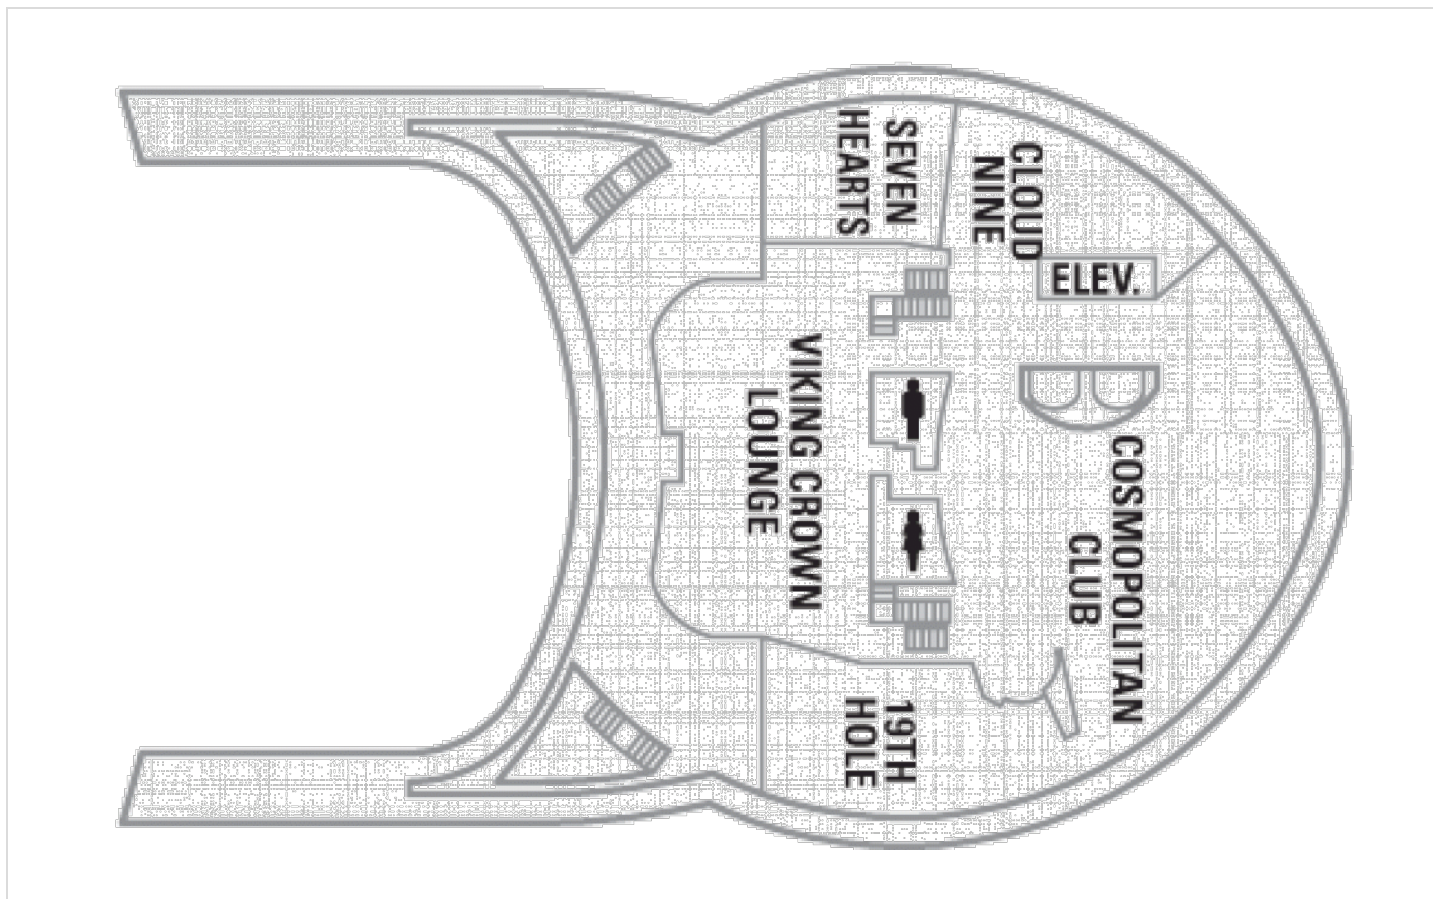 SEVEN
HEARTS
CLOUD
NINE
ELEV.
VIKING CROWN
LOUNGE
COSMOPOLITAN
CLUB
19TH
HOLE